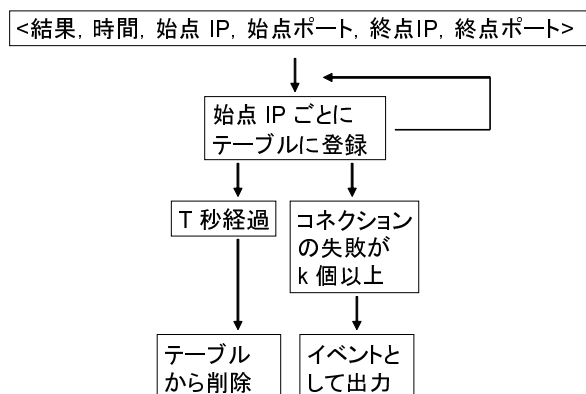 <結果, 時間, 始点 IP, 始点ポート, 終点IP, 終点ポート>
始点 IP ごとに
テーブルに登録
T 秒経過
コネクション
の失敗が
k 個以上
テーブル
から削除
イベントと
して出力